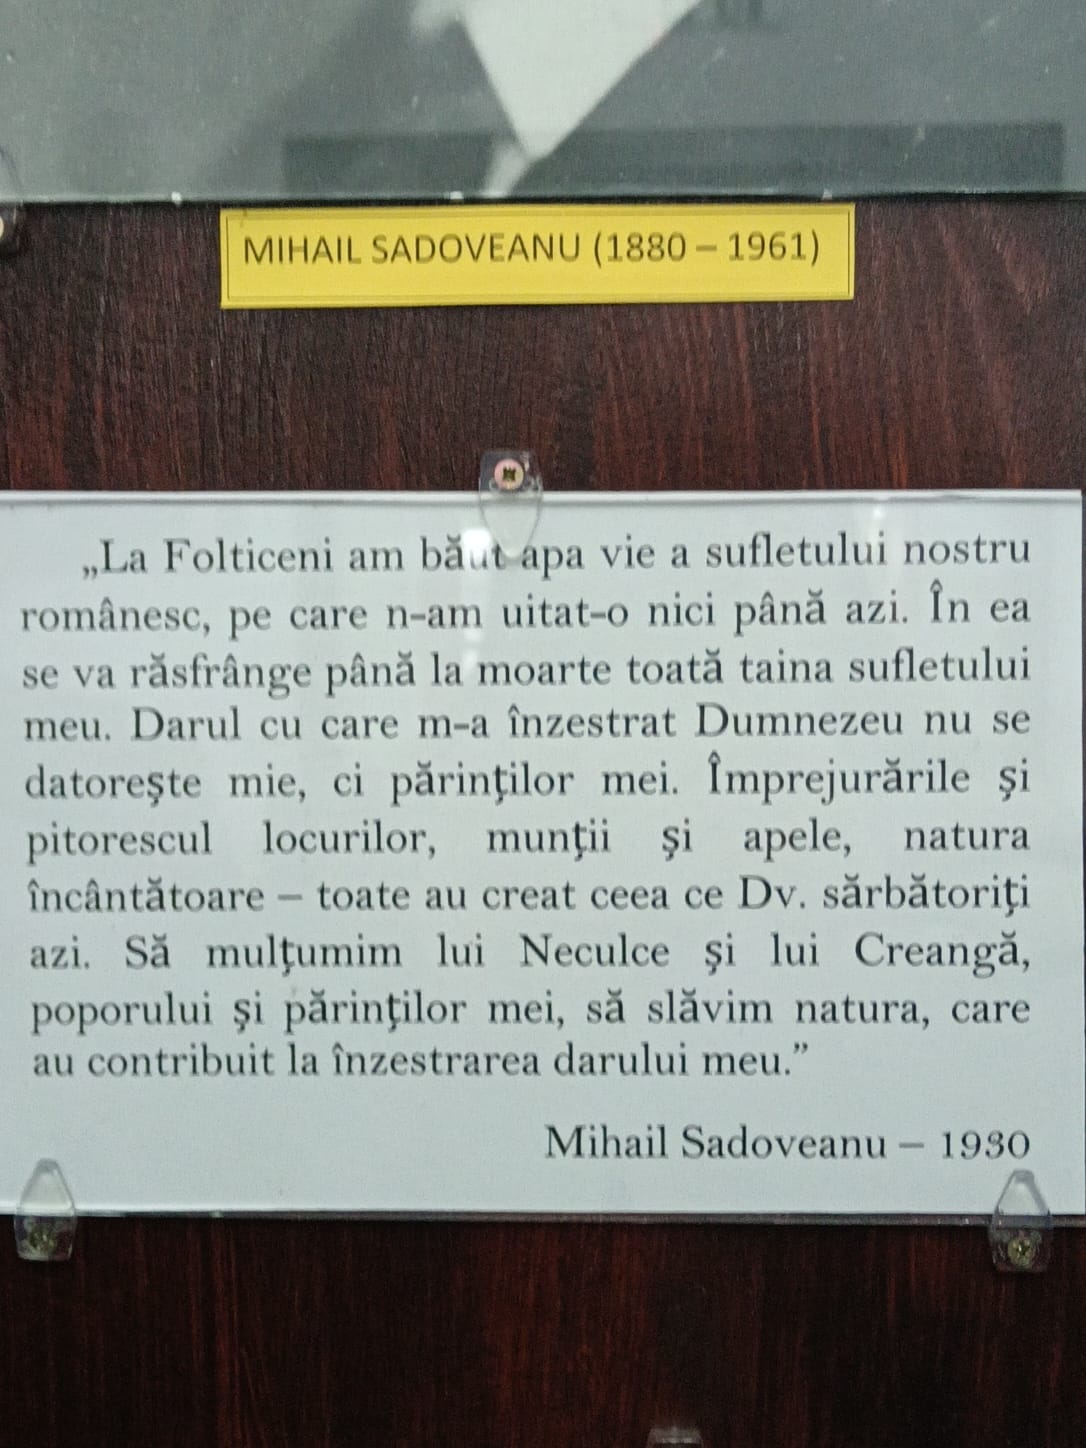 MIHAIL SADOVEANU (1880 – 1961)
„La Folticeni am băut apa vie a sufletului nostru
românesc, pe care n-am uitat-o nici până azi. În ea
se va răsfrânge până la moarte toată taina sufletului
meu. Darul cu care m-a înzestrat Dumnezeu nu se
datoreşte mie, ci părinţilor mei. Împrejurările şi
pitorescul locurilor, munţii şi apele, natura
încântătoare – toate au creat ceea ce Dv. sărbătoriţi
azi. Să mulţumim lui Neculce şi lui Creangă,
poporului şi părinţilor mei, să slăvim natura, care
au contribuit la înzestrarea darului meu.”
Mihail Sadoveanu – 1930